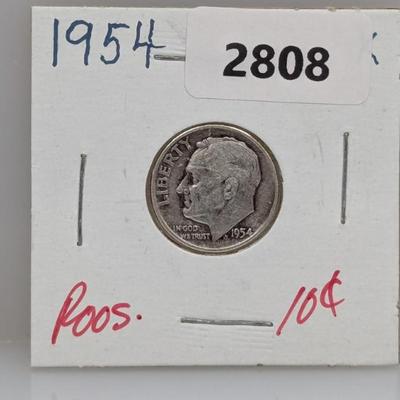 1954-
2808
LIBERTY
IN GOD
WE TRUST
1954
Roos.
10¢